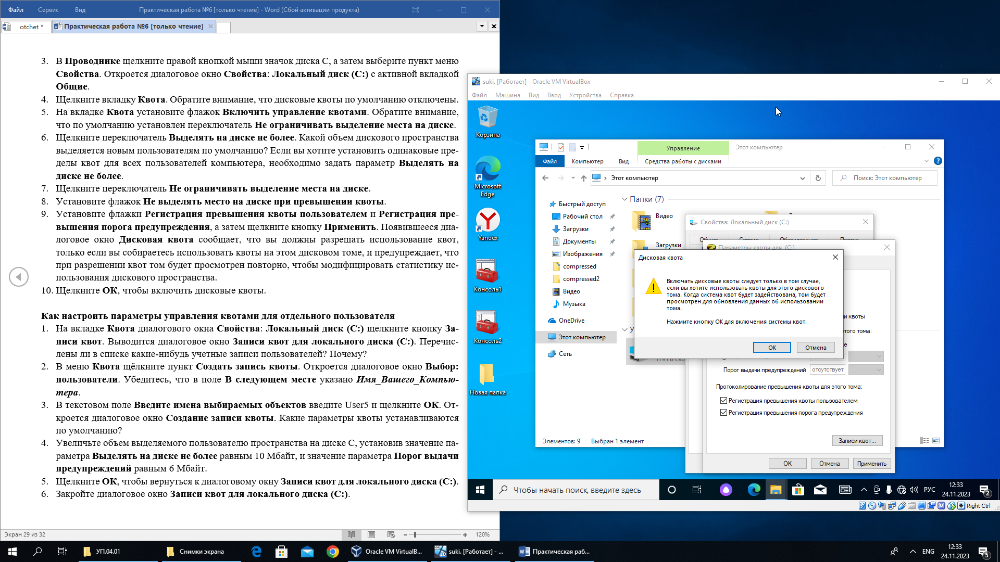 Файл Сервис Вид Практическая работа №6 [только чтение] - Word (Сбой активации продукта)
otchet * Практическая работа №6 [только чтение]
3. В Проводнике щелкните правой кнопкой мыши значок диска С, а затем выберите пункт меню
Свойства. Откроется диалоговое окно Свойства: Локальный диск (С:) с активной вкладкой
Общие.
4. Щелкните вкладку Квота. Обратите внимание, что дисковые квоты по умолчанию отключены.
5. На вкладке Квота установите флажок Включить управление квотами. Обратите внимание,
что по умолчанию установлен переключатель Не ограничивать выделение места на диске.
6. Щелкните переключатель Выделять на диске не более. Какой объем дискового пространства
выделяется новым пользователям по умолчанию? Если вы хотите установить одинаковые пре-
делы квот для всех пользователей компьютера, необходимо задать параметр Выделять на
диске не более.
7. Щелкните переключатель Не ограничивать выделение места на диске.
8. Установите флажок Не выделять место на диске при превышении квоты.
9. Установите флажки Регистрация превышения квоты пользователем и Регистрация пре-
вышения порога предупреждения, а затем щелкните кнопку Применить. Появившееся диа-
логовое окно Дисковая квота сообщает, что вы должны разрешать использование квот,
только если вы собираетесь использовать квоты на этом дисковом томе, и предупреждает, что
при разрешении квот том будет просмотрен повторно, чтобы модифицировать статистику ис-
пользования дискового пространства.
10. Щелкните ОК, чтобы включить дисковые квоты.
Как настроить параметры управления квотами для отдельного пользователя
1. На вкладке Квота диалогового окна Свойства: Локальный диск (С:) щелкните кнопку За-
писи квот. Выводится диалоговое окно Записи квот для локального диска (С:). Перечис-
лены ли в списке какие-нибудь учетные записи пользователей? Почему?
2. В меню Квота щёлкните пункт Создать запись квоты. Откроется диалоговое окно Выбор:
пользователи. Убедитесь, что в поле В следующем месте указано Имя_Вашего_Компью-
тера.
3. В текстовом поле Введите имена выбираемых объектов введите User5 и щелкните ОК. От-
кроется диалоговое окно Создание записи квоты. Какие параметры квоты устанавливаются
по умолчанию?
4. Увеличьте объем выделяемого пользователю пространства на диске С, установив значение па-
раметра Выделять на диске не более равным 10 Мбайт, и значение параметра Порог выдачи
предупреждений равным 6 Мбайт.
5. Щелкните ОК, чтобы вернуться к диалоговому окну Записи квот для локального диска (С:).
6. Закройте диалоговое окно Записи квот для локального диска (С:).
Экран 29 из 32
120%
suki. [Работает] - Oracle VM VirtualBox
Файл Машина Вид Ввод Устройства Справка
Корзина
Microsoft
Edge
Yandex
Консоль1
Консоль2
Новая папка
Управление Этот компьютер
Файл Компьютер Вид Средства работы с дисками
Этот компьютер
Поиск: Этот компьютер
Быстрый доступ
Рабочий стол
Загрузки
Документы
Изображения
compressed
compressed2
Видео
Музыка
OneDrive
Этот компьютер
Сеть
Папки (7)
Видео
Загрузки
Элементов: 9 Выбран 1 элемент
Свойства: Локальный диск (C:)
Общие Сервис Оборудование Доступ
Параметры квоты для (C:)
Дисковая квота
Включать дисковые квоты следует только в том случае,
если вы хотите использовать квоты для этого дискового
тома. Когда система квот будет задействована, том будет
просмотрен для обновления данных об использовании
тома.
Нажмите кнопку ОК для включения системы квот.
ОК Отмена
квоты
тома:
Порог выдачи предупреждений отсутствует
Протоколирование превышения квоты для этого тома:
Регистрация превышения квоты пользователем
Регистрация превышения порога предупреждения
Записи квот...
ОК Отмена Применить
Чтобы начать поиск, введите здесь
РУС
12:33
24.11.2023
2
Right Ctrl
УП.04.01
Снимки экрана
Oracle VM VirtualB...
suki. [Работает] - ...
Практическая раб...
ENG
12:33
24.11.2023
5